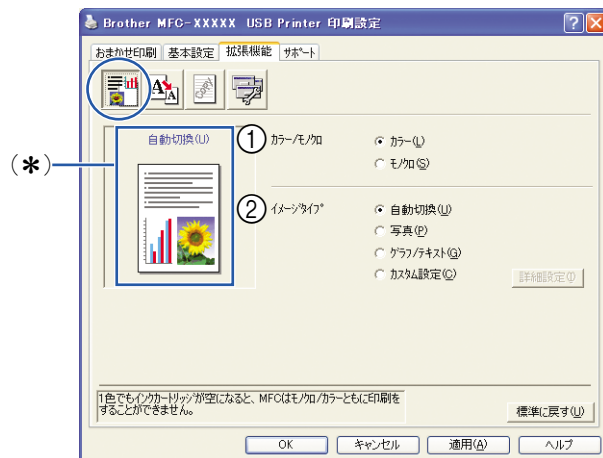 Brother MFC-XXXXX USB Printer 印刷設定
おまかせ印刷 基本設定 拡張機能 サポート
(*)
自動切換(U)
① カラー/モノクロ
カラー(L)
モノクロ(S)
② イメージタイプ
自動切換(U)
写真(P)
グラフ/テキスト(G)
カスタム設定(C)
詳細設定(I)
1色でもインクカートリッジが空になると、MFCはモノクロ/カラーともに印刷を
することができません。
標準に戻す(U)
OK キャンセル 適用(A) ヘルプ